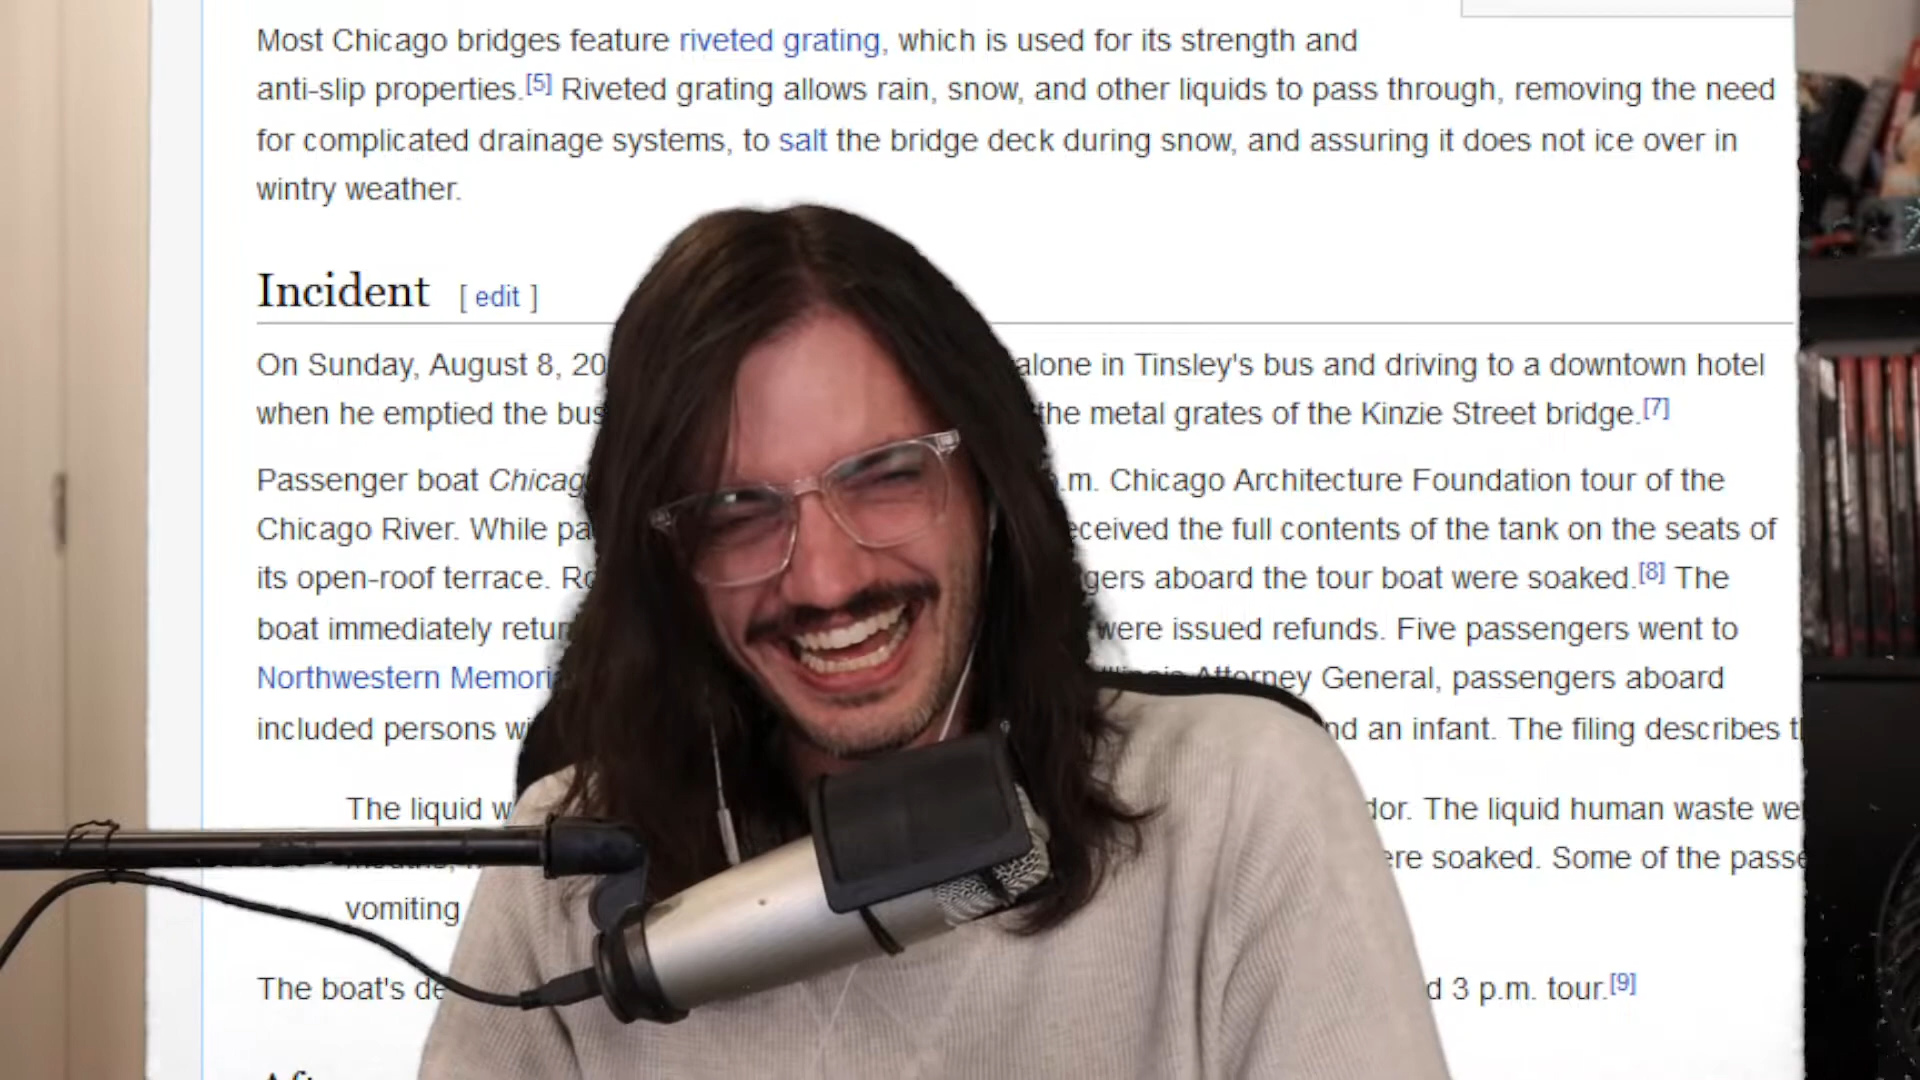 Most Chicago bridges feature riveted grating, which is used for its strength and
anti-slip properties.[5] Riveted grating allows rain, snow, and other liquids to pass through, removing the need
for complicated drainage systems, to salt the bridge deck during snow, and assuring it does not ice over in
wintry weather.
Incident [ edit ]
On Sunday, August 8, 20 alone in Tinsley's bus and driving to a downtown hotel
when he emptied the bus the metal grates of the Kinzie Street bridge.[7]
Passenger boat Chicag .m. Chicago Architecture Foundation tour of the
Chicago River. While pa eceived the full contents of the tank on the seats of
its open-roof terrace. Ro gers aboard the tour boat were soaked.[8] The
boat immediately retur were issued refunds. Five passengers went to
Northwestern Memoria Illinois Attorney General, passengers aboard
included persons wi nd an infant. The filing describes t
The liquid w dor. The liquid human waste we
ere soaked. Some of the passe
vomiting
The boat's de d 3 p.m. tour.[9]